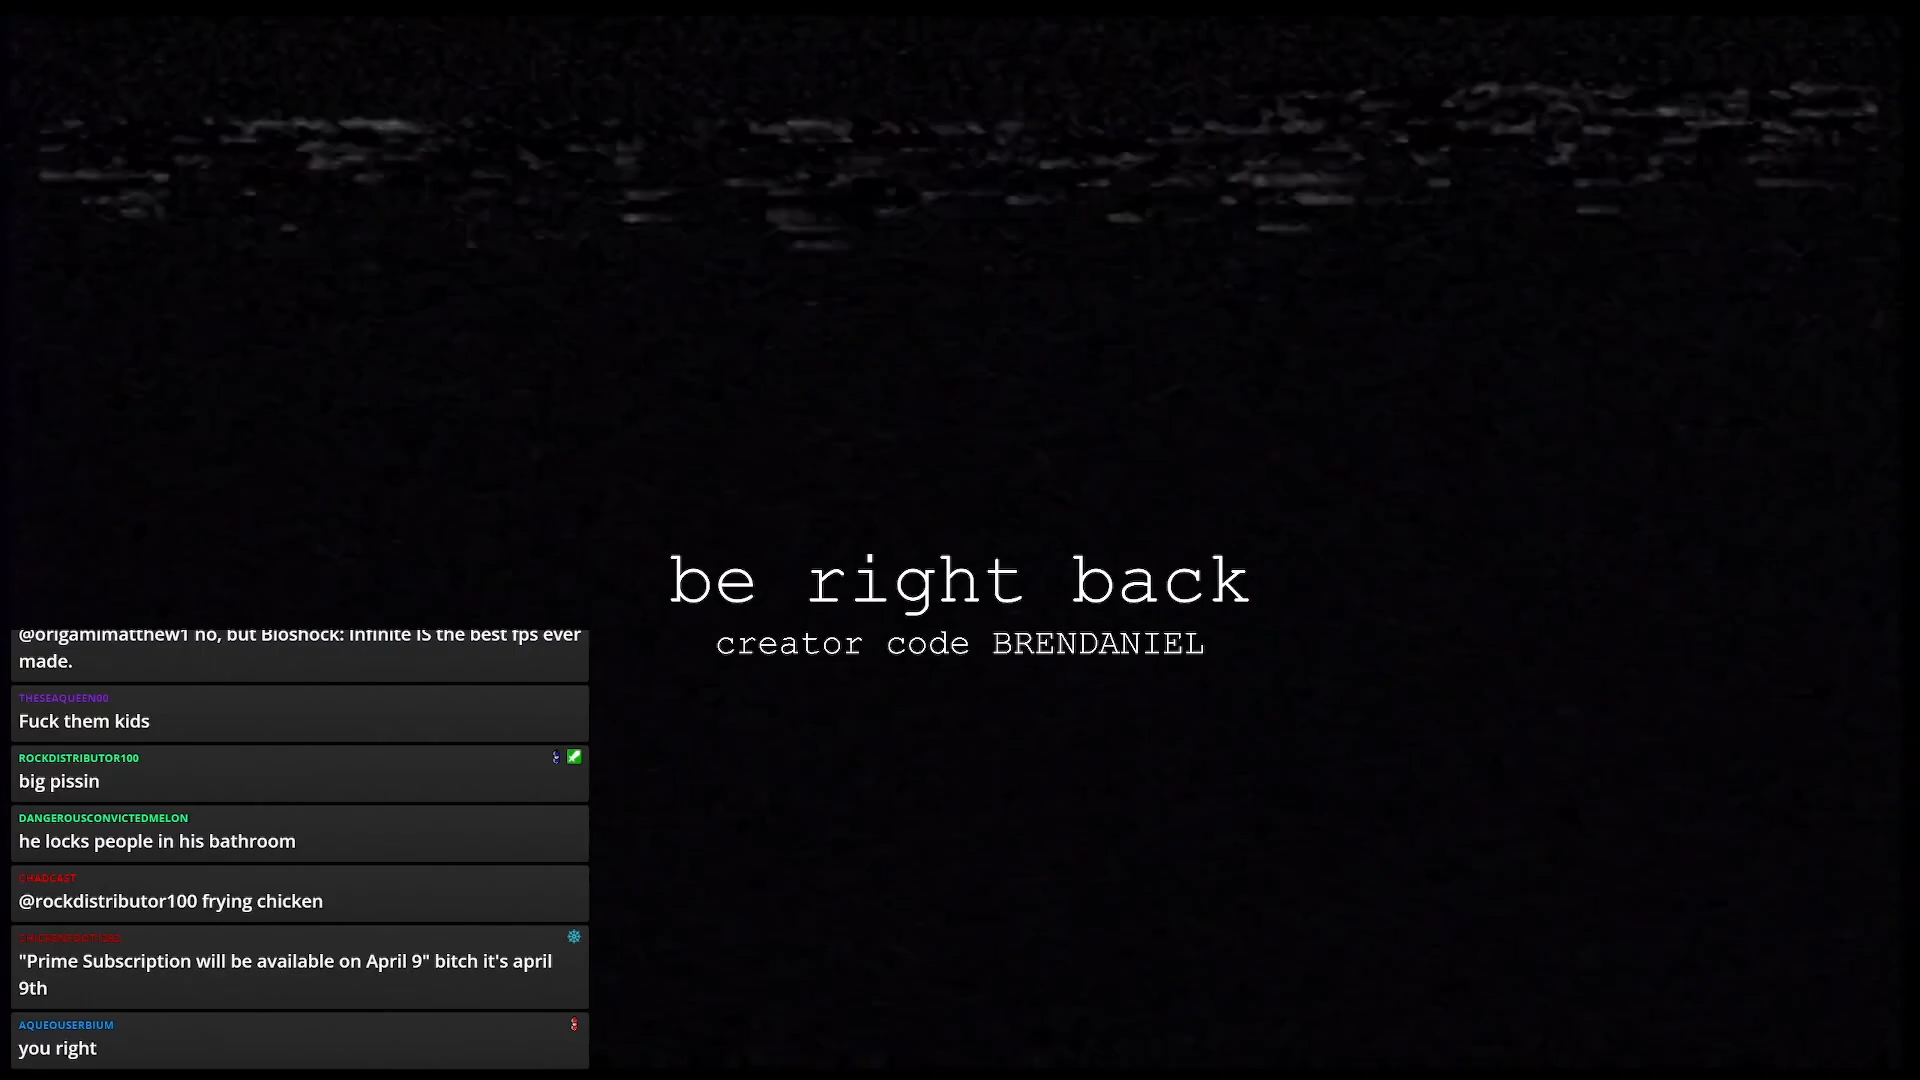 be right back
creator code BRENDANIEL
@origamimatthew1 no, but Bioshock: Infinite IS the best fps ever
made.
THESEAQUEEN00
Fuck them kids
ROCKDISTRIBUTOR100
big pissin
DANGEROUSCONVICTEDMELON
he locks people in his bathroom
CHADCAST
@rockdistributor100 frying chicken
"Prime Subscription will be available on April 9" bitch it's april
9th
AQUEOUSERBIUM
you right